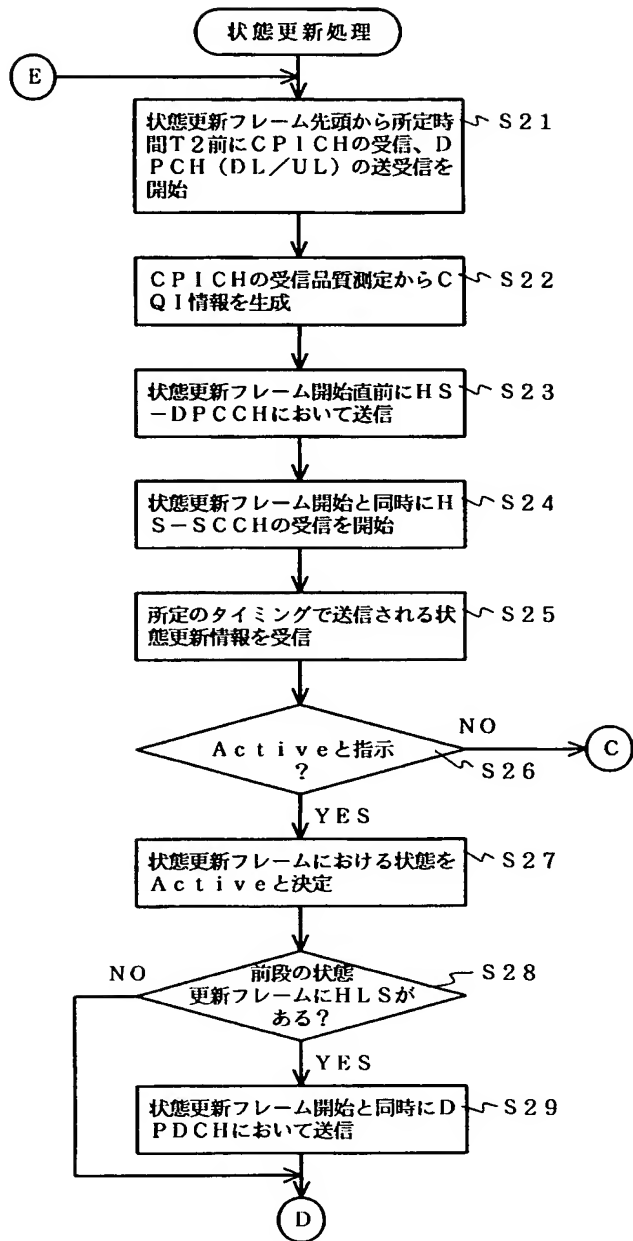 状態更新処理
E
状態更新フレーム先頭から所定時
間T2前にCPICHの受信、D
PCH(DL/UL)の送受信を
開始
S21
CPICHの受信品質測定からC
QI情報を生成
S22
状態更新フレーム開始直前にHS
-DPCCHにおいて送信
S23
状態更新フレーム開始と同時にH
S-SCCHの受信を開始
S24
所定のタイミングで送信される状
態更新情報を受信
S25
Activeと指示
?
S26
NO
C
YES
状態更新フレームにおける状態を
Activeと決定
S27
NO
前段の状態
更新フレームにHLSが
ある?
S28
YES
状態更新フレーム開始と同時にD
PDCHにおいて送信
S29
D